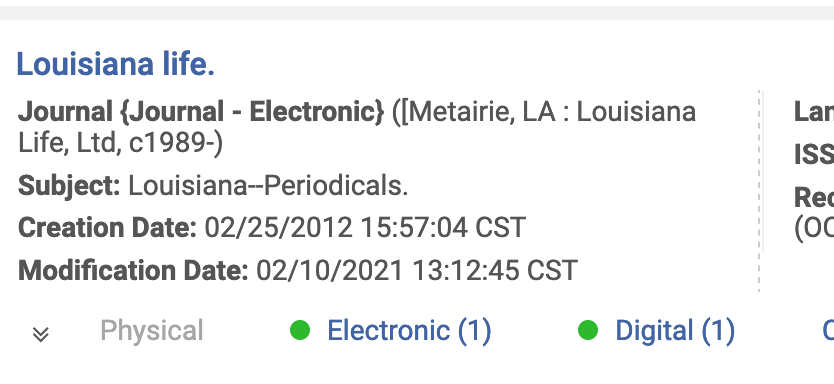 Louisiana life.
Journal {Journal - Electronic} ([Metairie, LA : Louisiana
Life, Ltd, c1989-)
Subject: Louisiana--Periodicals.
Creation Date: 02/25/2012 15:57:04 CST
Modification Date: 02/10/2021 13:12:45 CST
Lan
ISS
Rec
(OC
Physical
Electronic (1)
Digital (1)